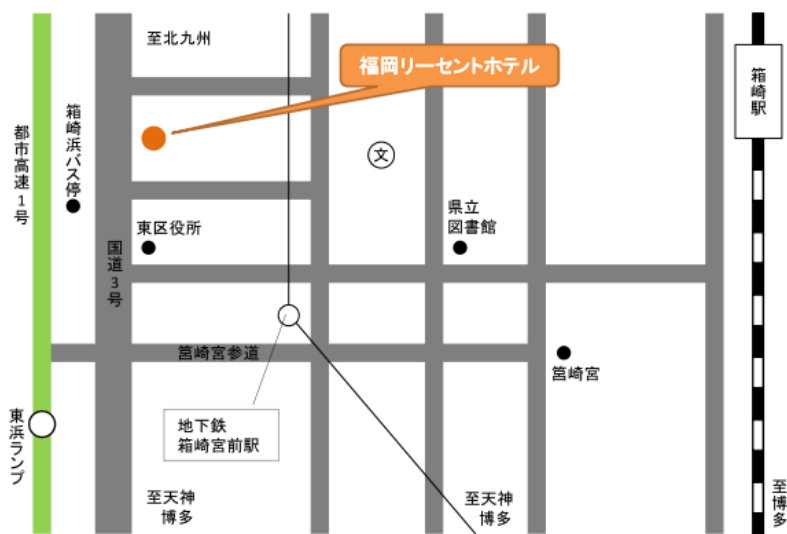 至北九州
福岡リーセントホテル
箱崎駅
箱崎浜バス停
都市高速1号
文
県立
図書館
東区役所
国道3号
筥崎宮参道
筥崎宮
東浜ランプ
地下鉄
箱崎宮前駅
至天神
博多
至天神
博多
至博多